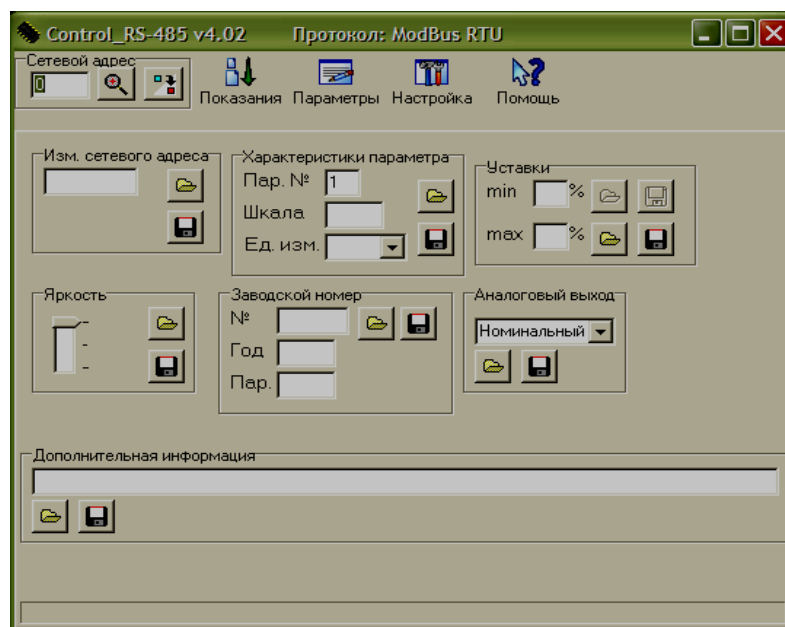 Control_RS-485 v4.02 Протокол: ModBus RTU
Сетевой адрес
0
Показания Параметры Настройка Помощь
Изм. сетевого адреса
Характеристики параметра
Пар. № 1
Шкала
Ед. изм.
Уставки
min %
max %
Яркость
Заводской номер
№
Год
Пар.
Аналоговый выход
Номинальный
Дополнительная информация